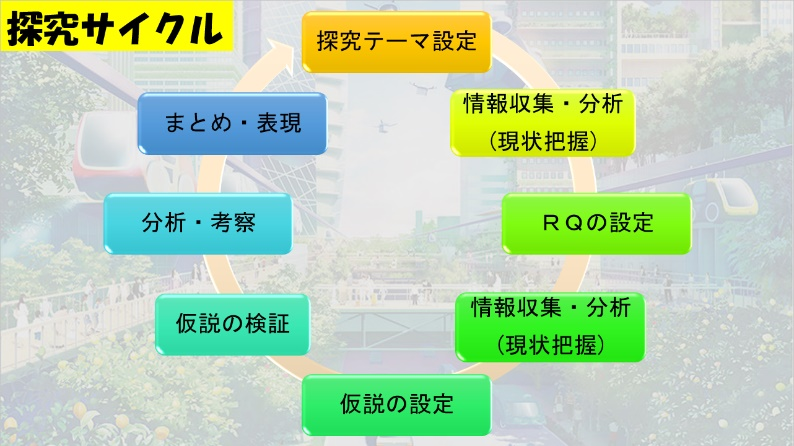 探究サイクル
探究テーマ設定
情報収集・分析
(現状把握)
ＲＱの設定
情報収集・分析
(現状把握)
仮説の設定
仮説の検証
分析・考察
まとめ・表現